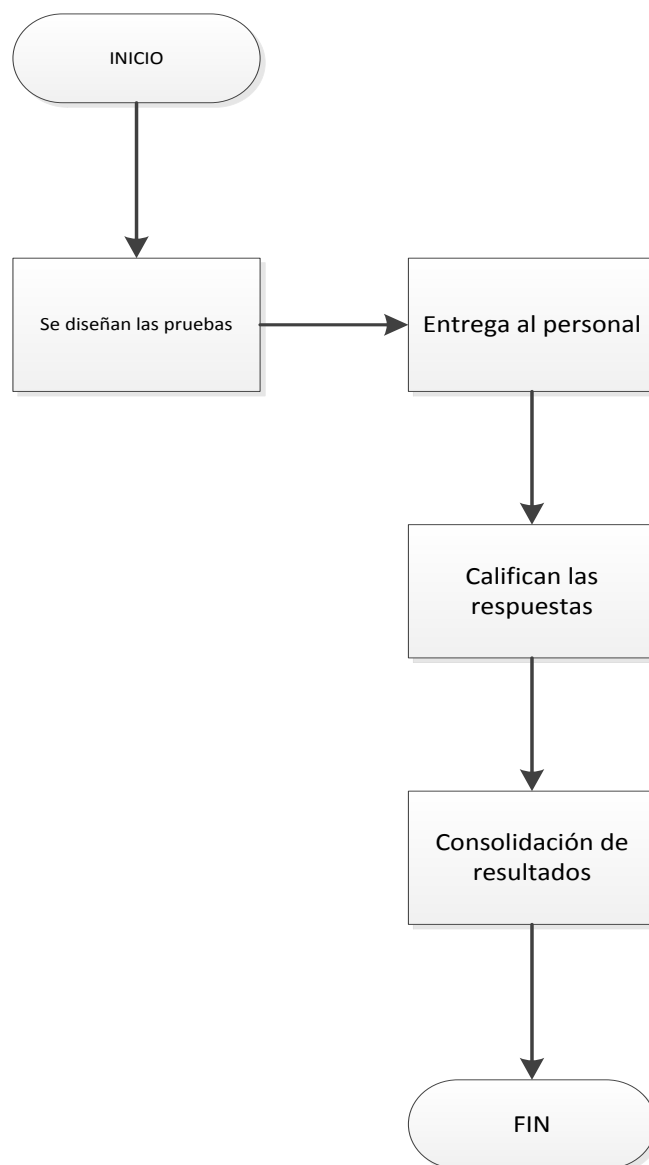 INICIO
Se diseñan las pruebas
Entrega al personal
Califican las
respuestas
Consolidación de
resultados
FIN